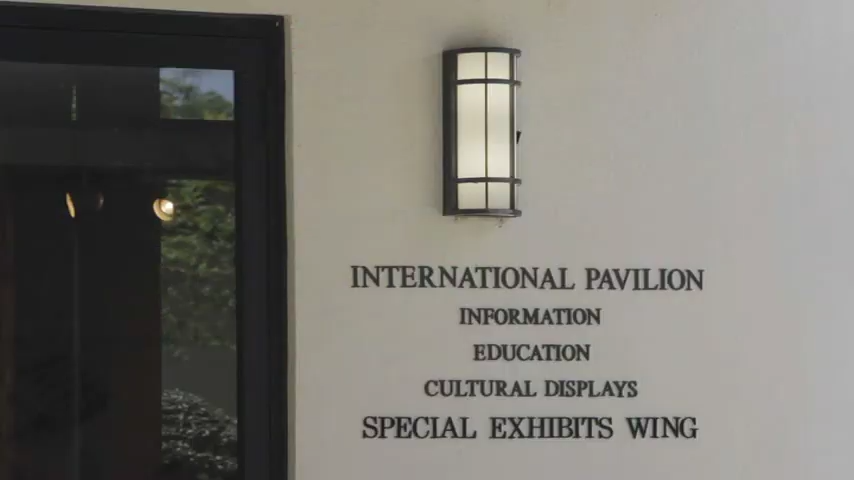 INTERNATIONAL PAVILION
INFORMATION
EDUCATION
CULTURAL DISPLAYS
SPECIAL EXHIBITS WING